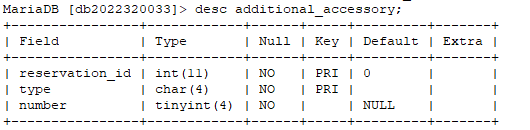 MariaDB [db2022320033]> desc additional_accessory;
+----------------+------------+------+-----+---------+-------+
| Field          | Type       | Null | Key | Default | Extra |
+----------------+------------+------+-----+---------+-------+
| reservation_id | int(11)    | NO   | PRI | 0       |       |
| type           | char(4)    | NO   | PRI |         |       |
| number         | tinyint(4) | NO   |     | NULL    |       |
+----------------+------------+------+-----+---------+-------+